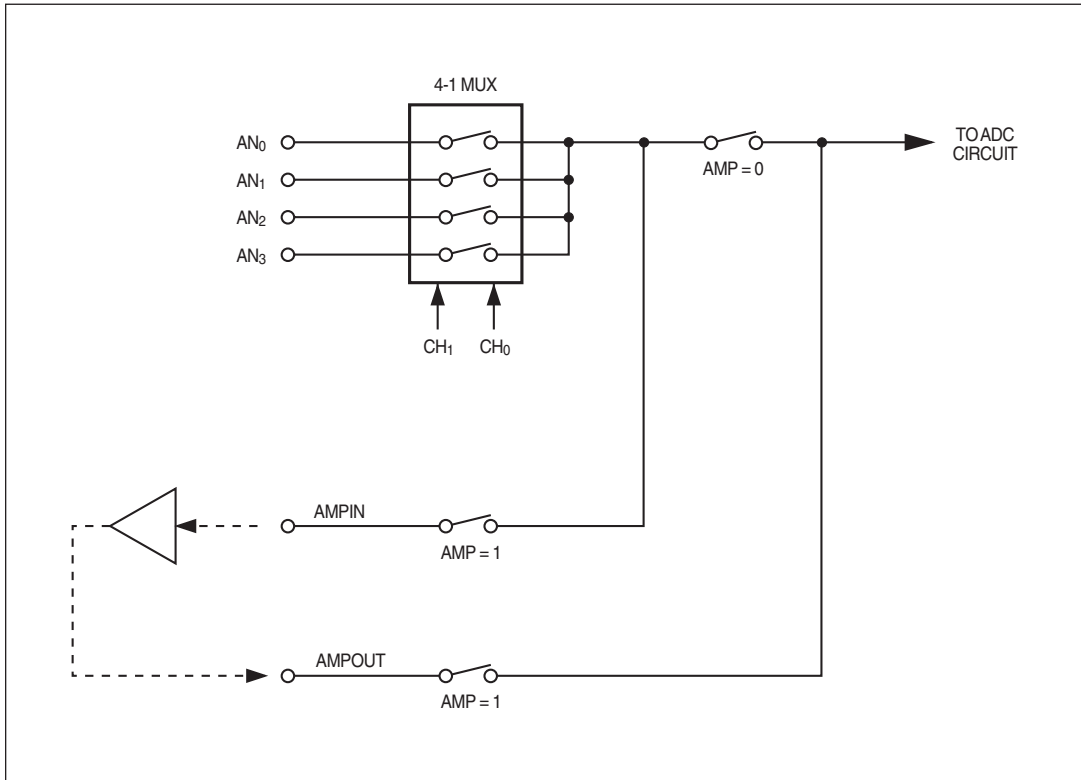 4-1 MUX
AN₀
AN₁
AN₂
AN₃
CH₁ CH₀
AMP = 0
TO ADC
CIRCUIT
AMPIN
AMP = 1
AMPOUT
AMP = 1